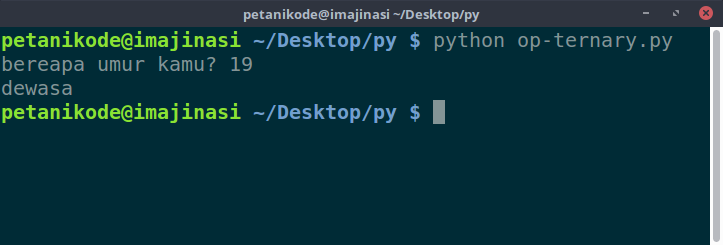 petanikode@imajinasi ~/Desktop/py
petanikode@imajinasi ~/Desktop/py $ python op-ternary.py
bereapa umur kamu? 19
dewasa
petanikode@imajinasi ~/Desktop/py $